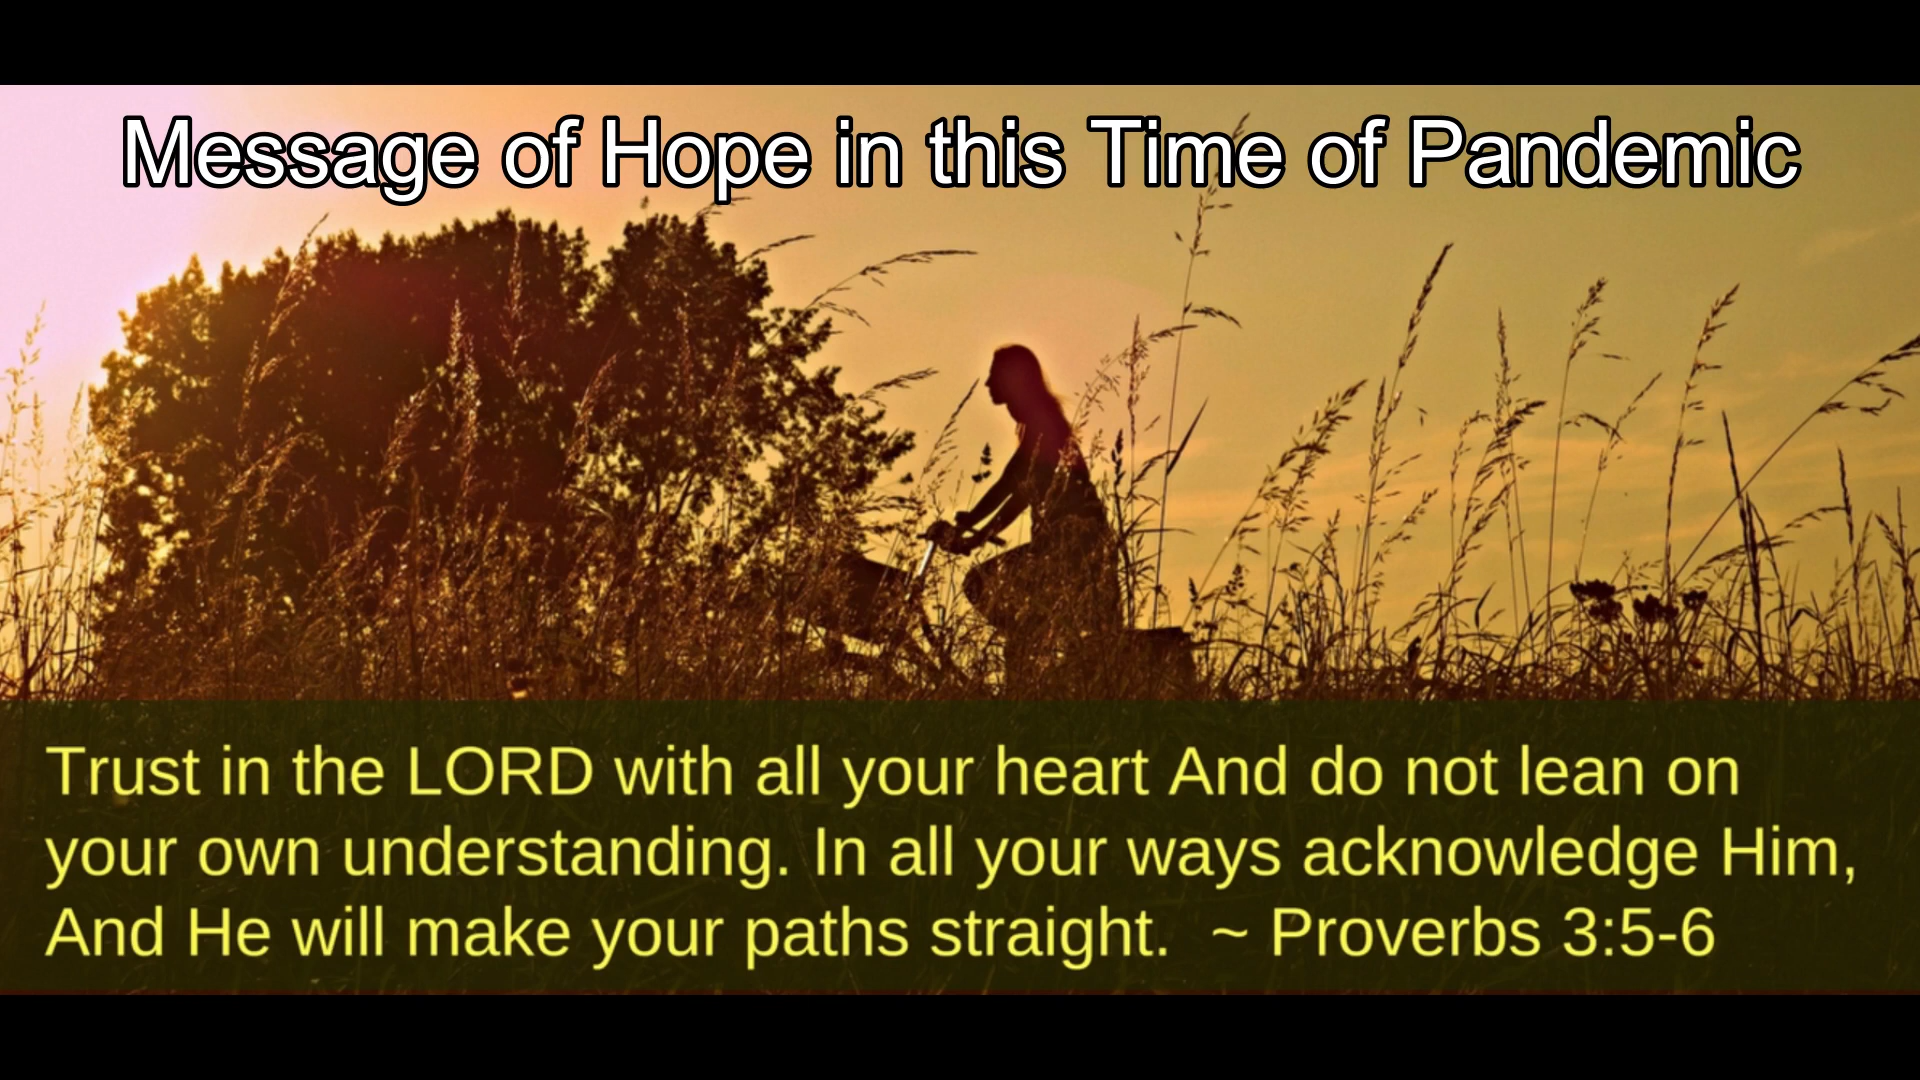 Message of Hope in this Time of Pandemic
Trust in the LORD with all your heart And do not lean on
your own understanding. In all your ways acknowledge Him,
And He will make your paths straight.  ~ Proverbs 3:5-6